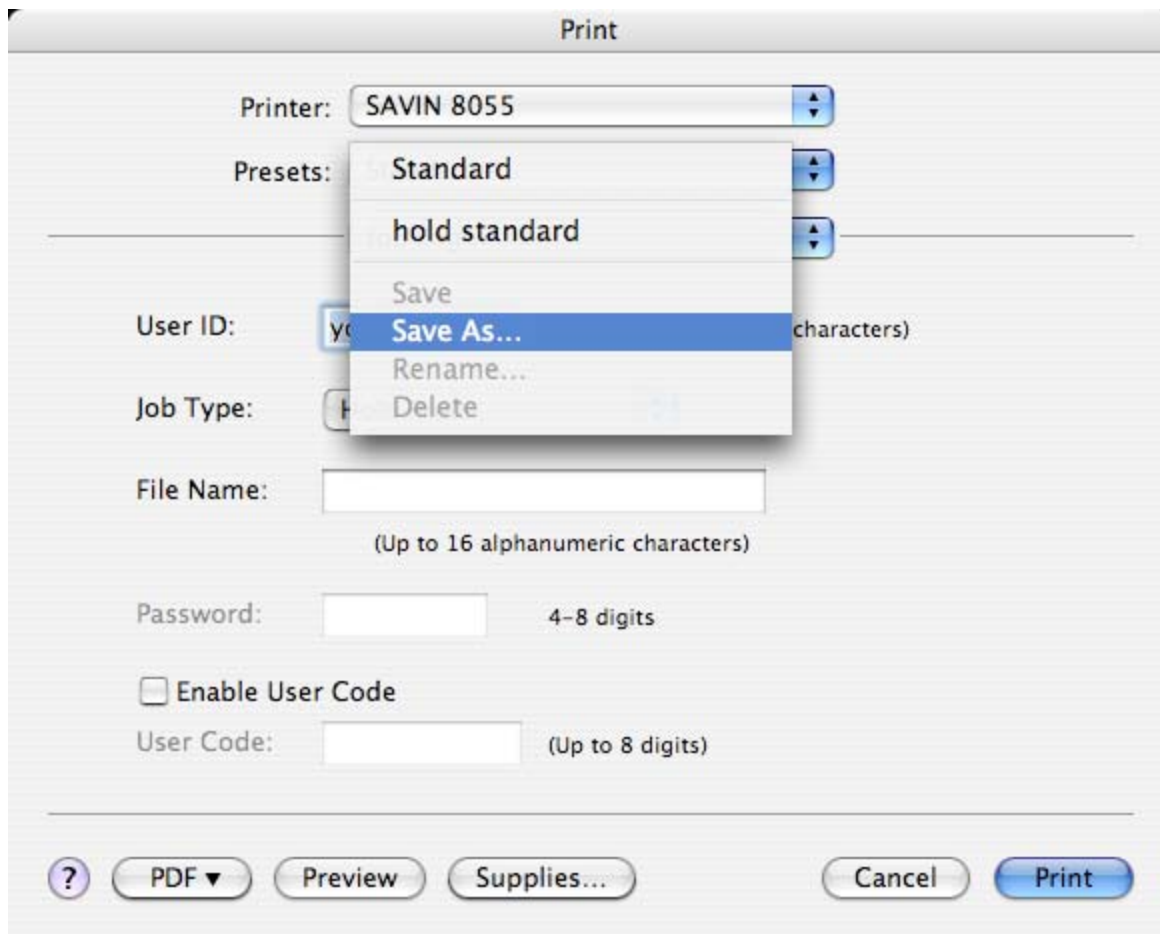 Print
Printer: SAVIN 8055
Presets: Standard
hold standard
Save
Save As...
Rename...
Delete
User ID: characters)
Job Type:
File Name:
(Up to 16 alphanumeric characters)
Password: 4-8 digits
Enable User Code
User Code: (Up to 8 digits)
? PDF▼ Preview Supplies... Cancel Print